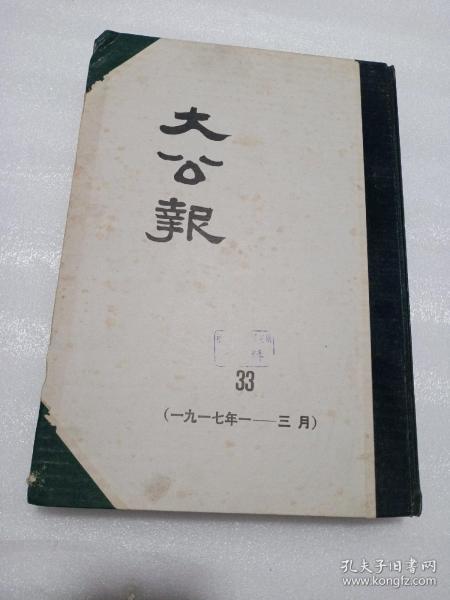 大公報
33
(一九一七年一——三月)
孔夫子旧书网
www.kongfz.com